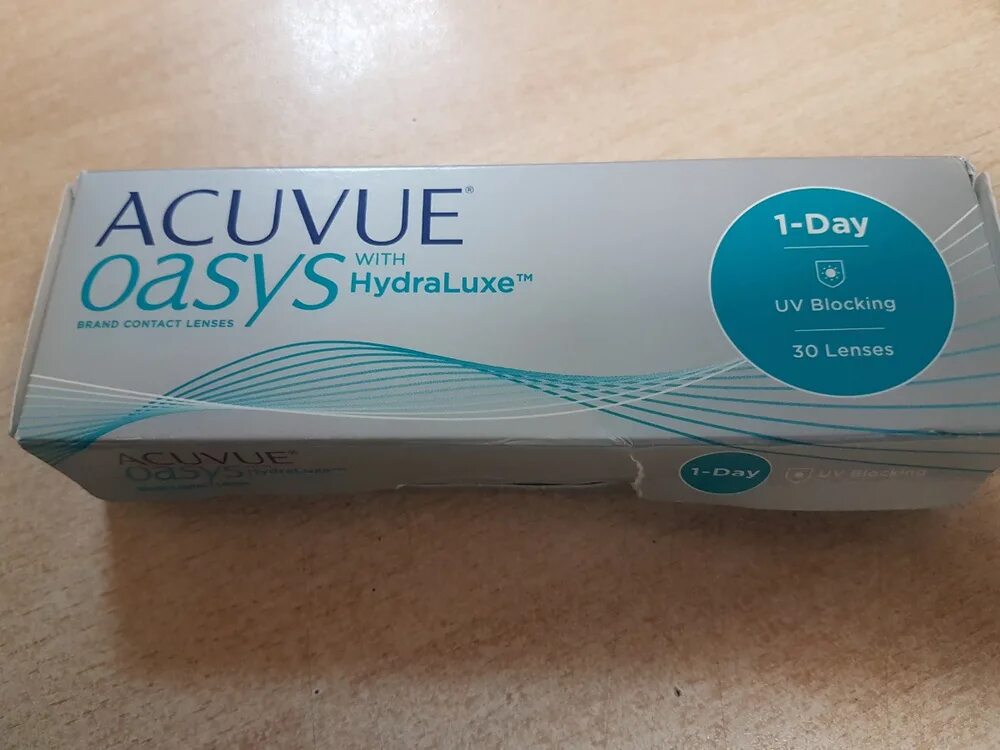 ACUVUE®
oasys WITH HydraLuxe™
BRAND CONTACT LENSES
1-Day
UV Blocking
30 Lenses
ACUVUE®
oasys HydraLuxe™
1-Day
UV Blocking